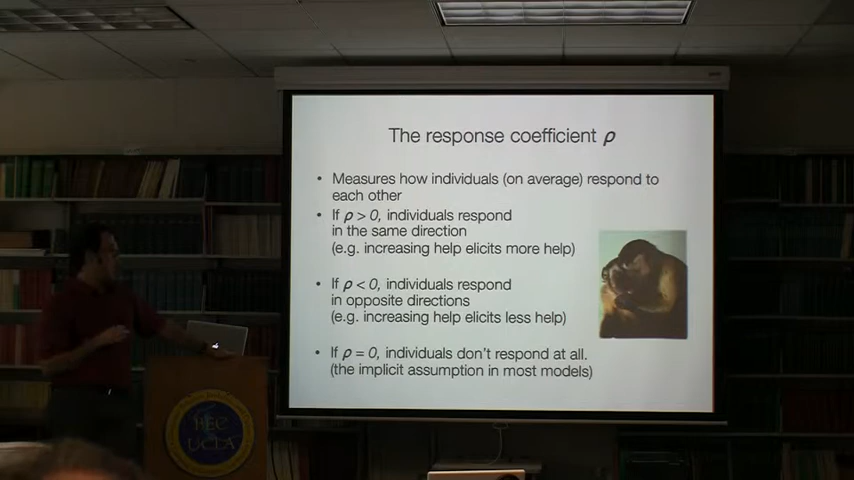 The response coefficient ρ
• Measures how individuals (on average) respond to
each other
• If ρ > 0, individuals respond
in the same direction
(e.g. increasing help elicits more help)
• If ρ < 0, individuals respond
in opposite directions
(e.g. increasing help elicits less help)
• If ρ = 0, individuals don't respond at all.
(the implicit assumption in most models)
BEC
UCLA